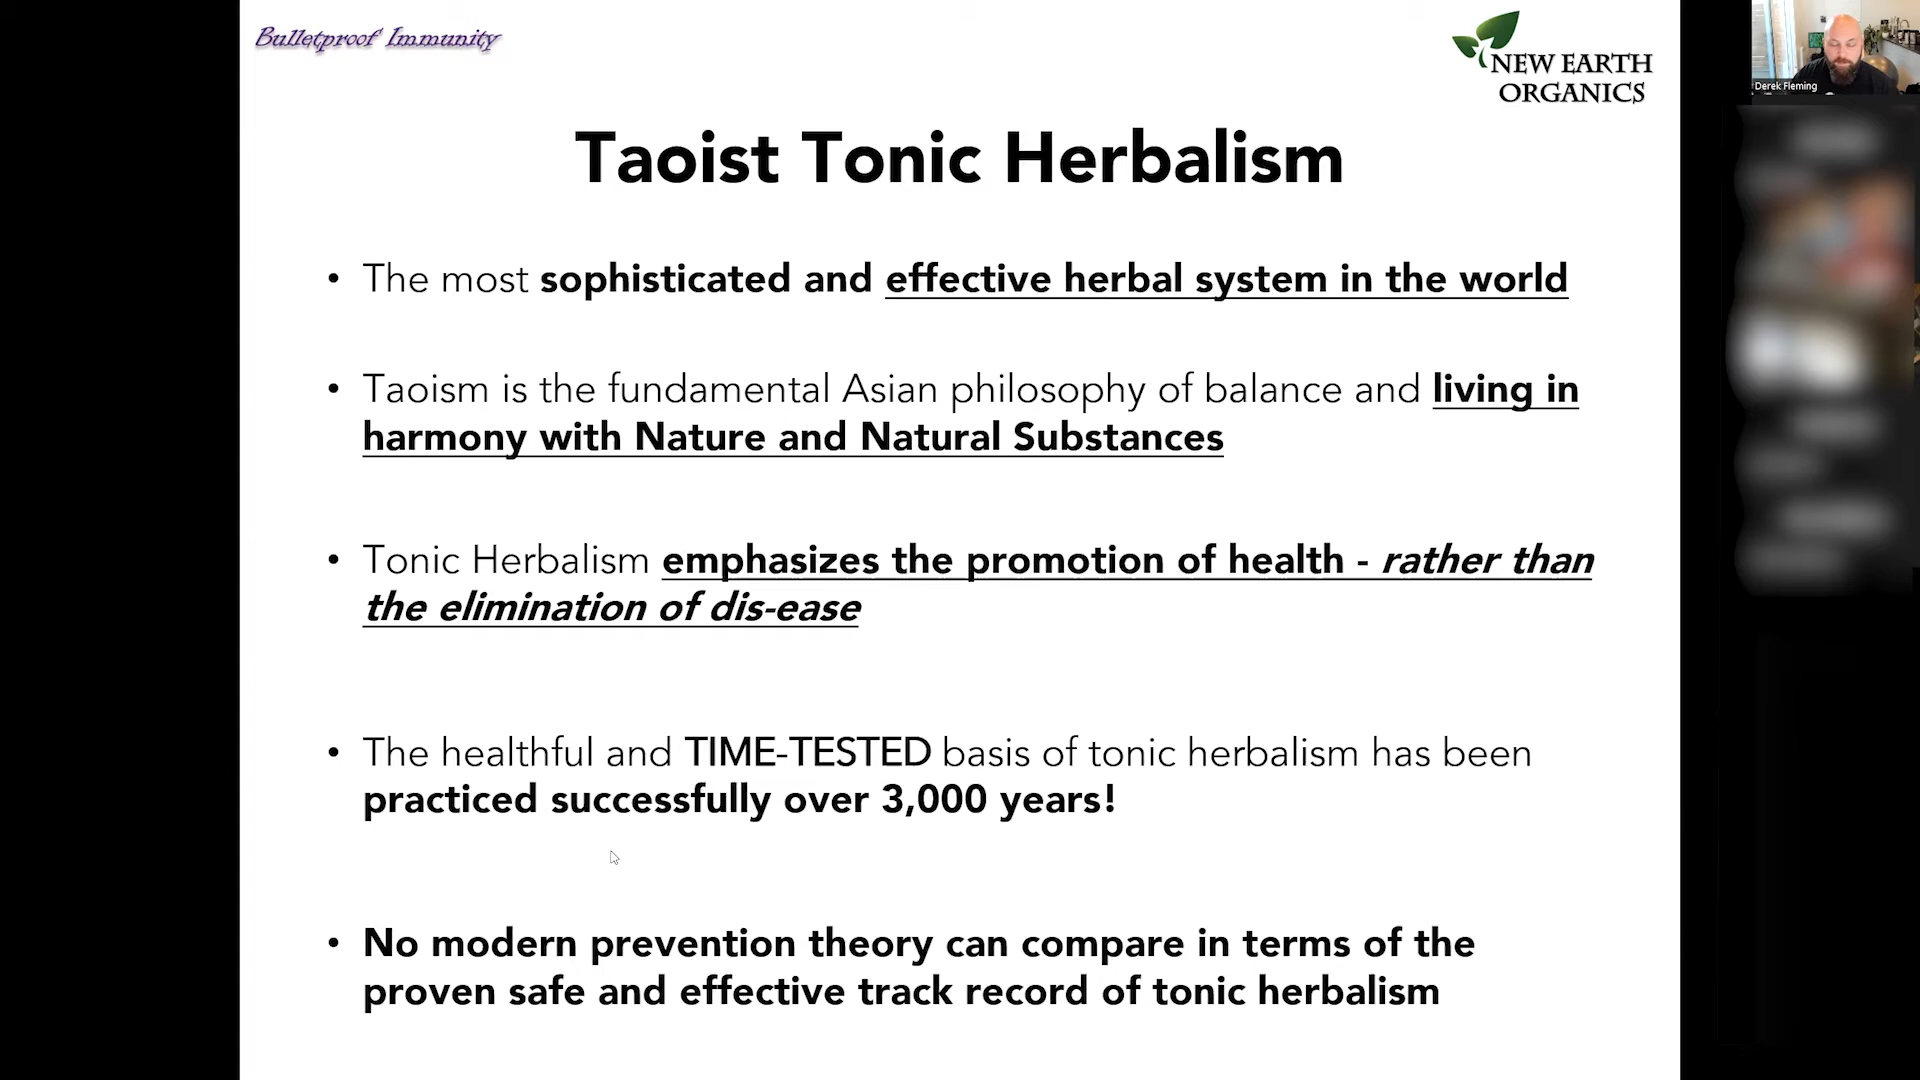 Bulletproof Immunity
NEW EARTH
ORGANICS
Derek Fleming
Taoist Tonic Herbalism
• The most sophisticated and effective herbal system in the world
• Taoism is the fundamental Asian philosophy of balance and living in
harmony with Nature and Natural Substances
• Tonic Herbalism emphasizes the promotion of health - rather than
the elimination of dis-ease
• The healthful and TIME-TESTED basis of tonic herbalism has been
practiced successfully over 3,000 years!
• No modern prevention theory can compare in terms of the
proven safe and effective track record of tonic herbalism